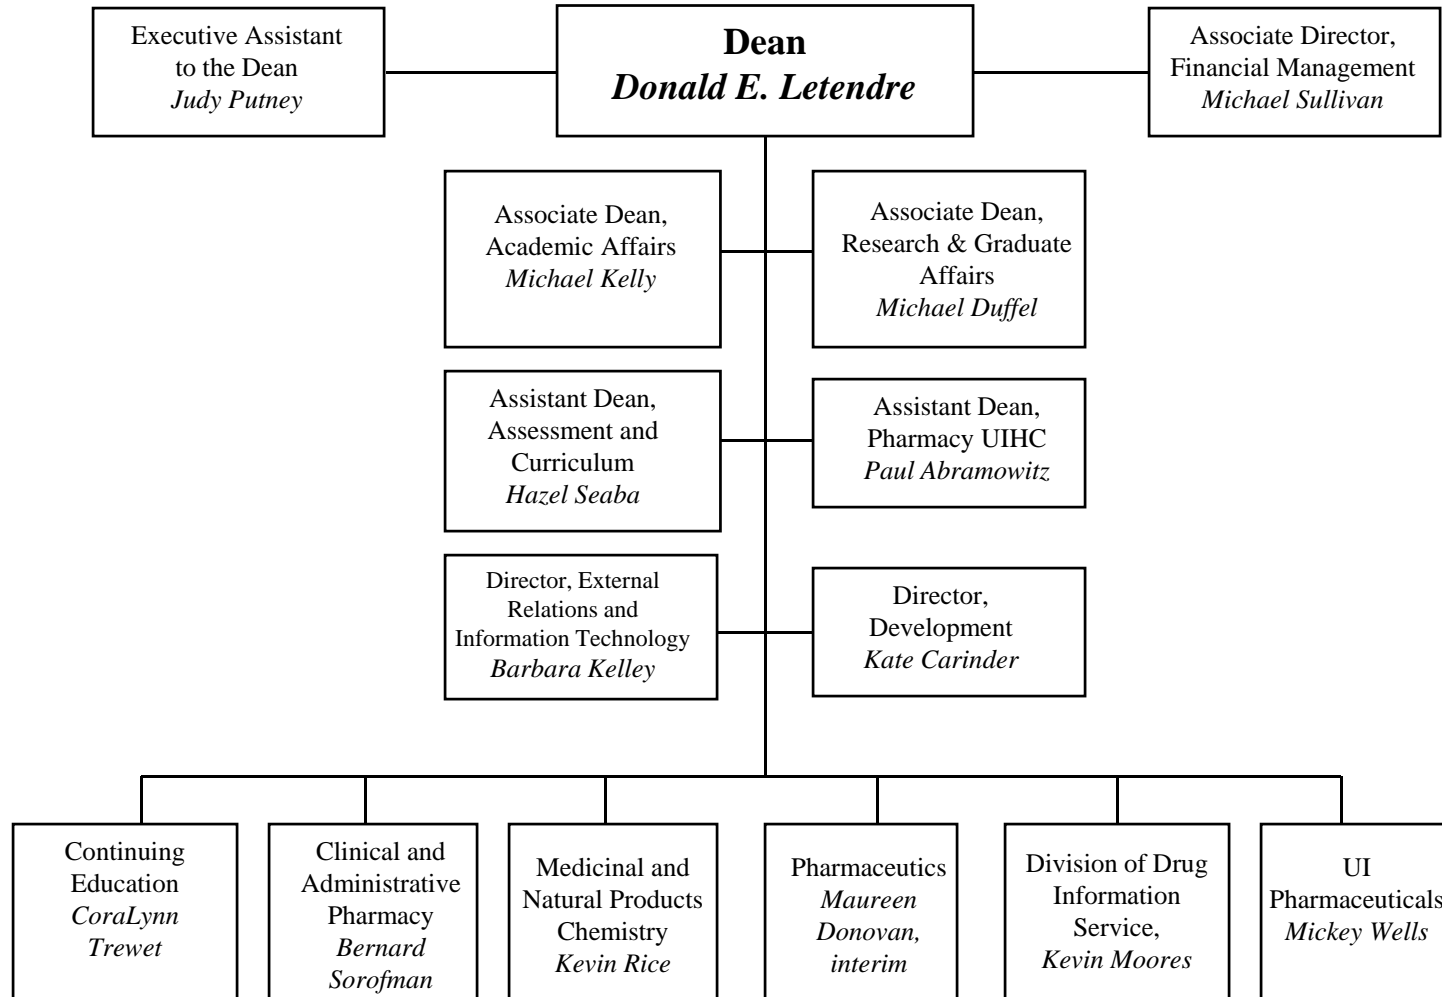 Executive Assistant
to the Dean
Judy Putney
Dean
Donald E. Letendre
Associate Director,
Financial Management
Michael Sullivan
Associate Dean,
Academic Affairs
Michael Kelly
Associate Dean,
Research & Graduate
Affairs
Michael Duffel
Assistant Dean,
Assessment and
Curriculum
Hazel Seaba
Assistant Dean,
Pharmacy UIHC
Paul Abramowitz
Director, External
Relations and
Information Technology
Barbara Kelley
Director,
Development
Kate Carinder
Continuing
Education
CoraLynn
Trewet
Clinical and
Administrative
Pharmacy
Bernard
Sorofman
Medicinal and
Natural Products
Chemistry
Kevin Rice
Pharmaceutics
Maureen
Donovan,
interim
Division of Drug
Information
Service,
Kevin Moores
UI
Pharmaceuticals
Mickey Wells